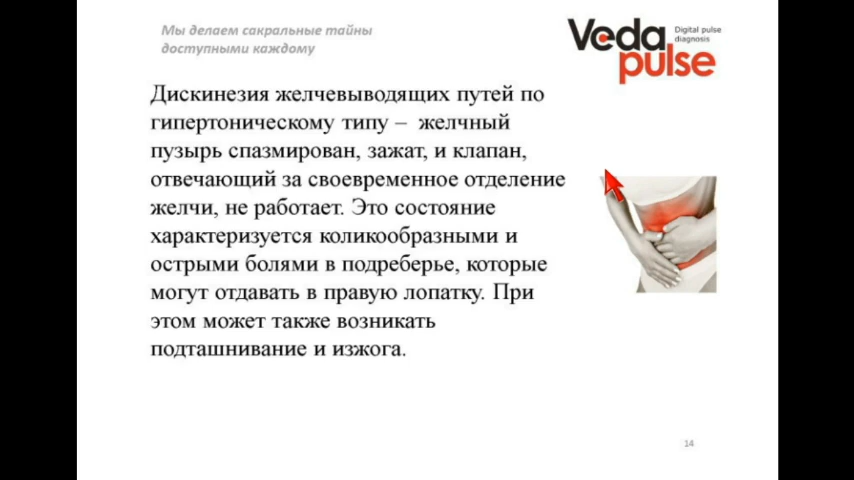 Мы делаем сакральные тайны
доступными каждому
Veda
pulse
Digital pulse
diagnosis
Дискинезия желчевыводящих путей по
гипертоническому типу – желчный
пузырь спазмирован, зажат, и клапан,
отвечающий за своевременное отделение
желчи, не работает. Это состояние
характеризуется коликообразными и
острыми болями в подреберье, которые
могут отдавать в правую лопатку. При
этом может также возникать
подташнивание и изжога.
14